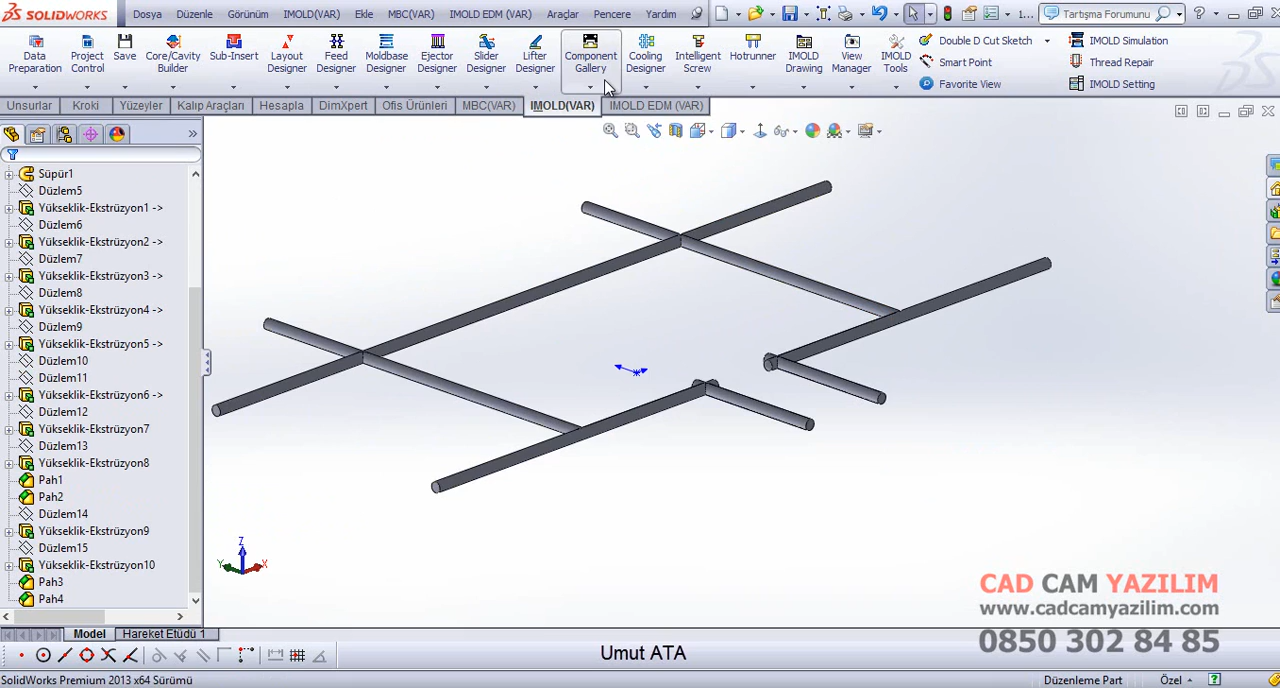 SOLIDWORKS Dosya Düzenle Görünüm IMOLD(VAR) Ekle MBC(VAR) IMOLD EDM (VAR) Araçlar Pencere Yardım 1... Tartışma Forumunu ?
Data Preparation
Project Control
Save
Core/Cavity Builder
Sub-Insert
Layout Designer
Feed Designer
Moldbase Designer
Ejector Designer
Slider Designer
Lifter Designer
Component Gallery
Cooling Designer
Intelligent Screw
Hotrunner
IMOLD Drawing
View Manager
IMOLD Tools
Double D Cut Sketch
Smart Point
Favorite View
IMOLD Simulation
Thread Repair
IMOLD Setting
Unsurlar Kroki Yüzeyler Kalıp Araçları Hesapla DimXpert Ofis Ürünleri MBC(VAR) IMOLD(VAR) IMOLD EDM (VAR)
Süpür1
Düzlem5
Yükseklik-Ekstrüzyon1 ->
Düzlem6
Yükseklik-Ekstrüzyon2 ->
Düzlem7
Yükseklik-Ekstrüzyon3 ->
Düzlem8
Yükseklik-Ekstrüzyon4 ->
Düzlem9
Yükseklik-Ekstrüzyon5 ->
Düzlem10
Düzlem11
Yükseklik-Ekstrüzyon6 ->
Düzlem12
Yükseklik-Ekstrüzyon7
Düzlem13
Yükseklik-Ekstrüzyon8
Pah1
Pah2
Düzlem14
Yükseklik-Ekstrüzyon9
Düzlem15
Yükseklik-Ekstrüzyon10
Pah3
Pah4
Z
Y X
CAD CAM YAZILIM
www.cadcamyazilim.com
0850 302 84 85
Model Hareket Etüdü 1
Umut ATA
SolidWorks Premium 2013 x64 Sürümü Düzenleme Part Özel ?